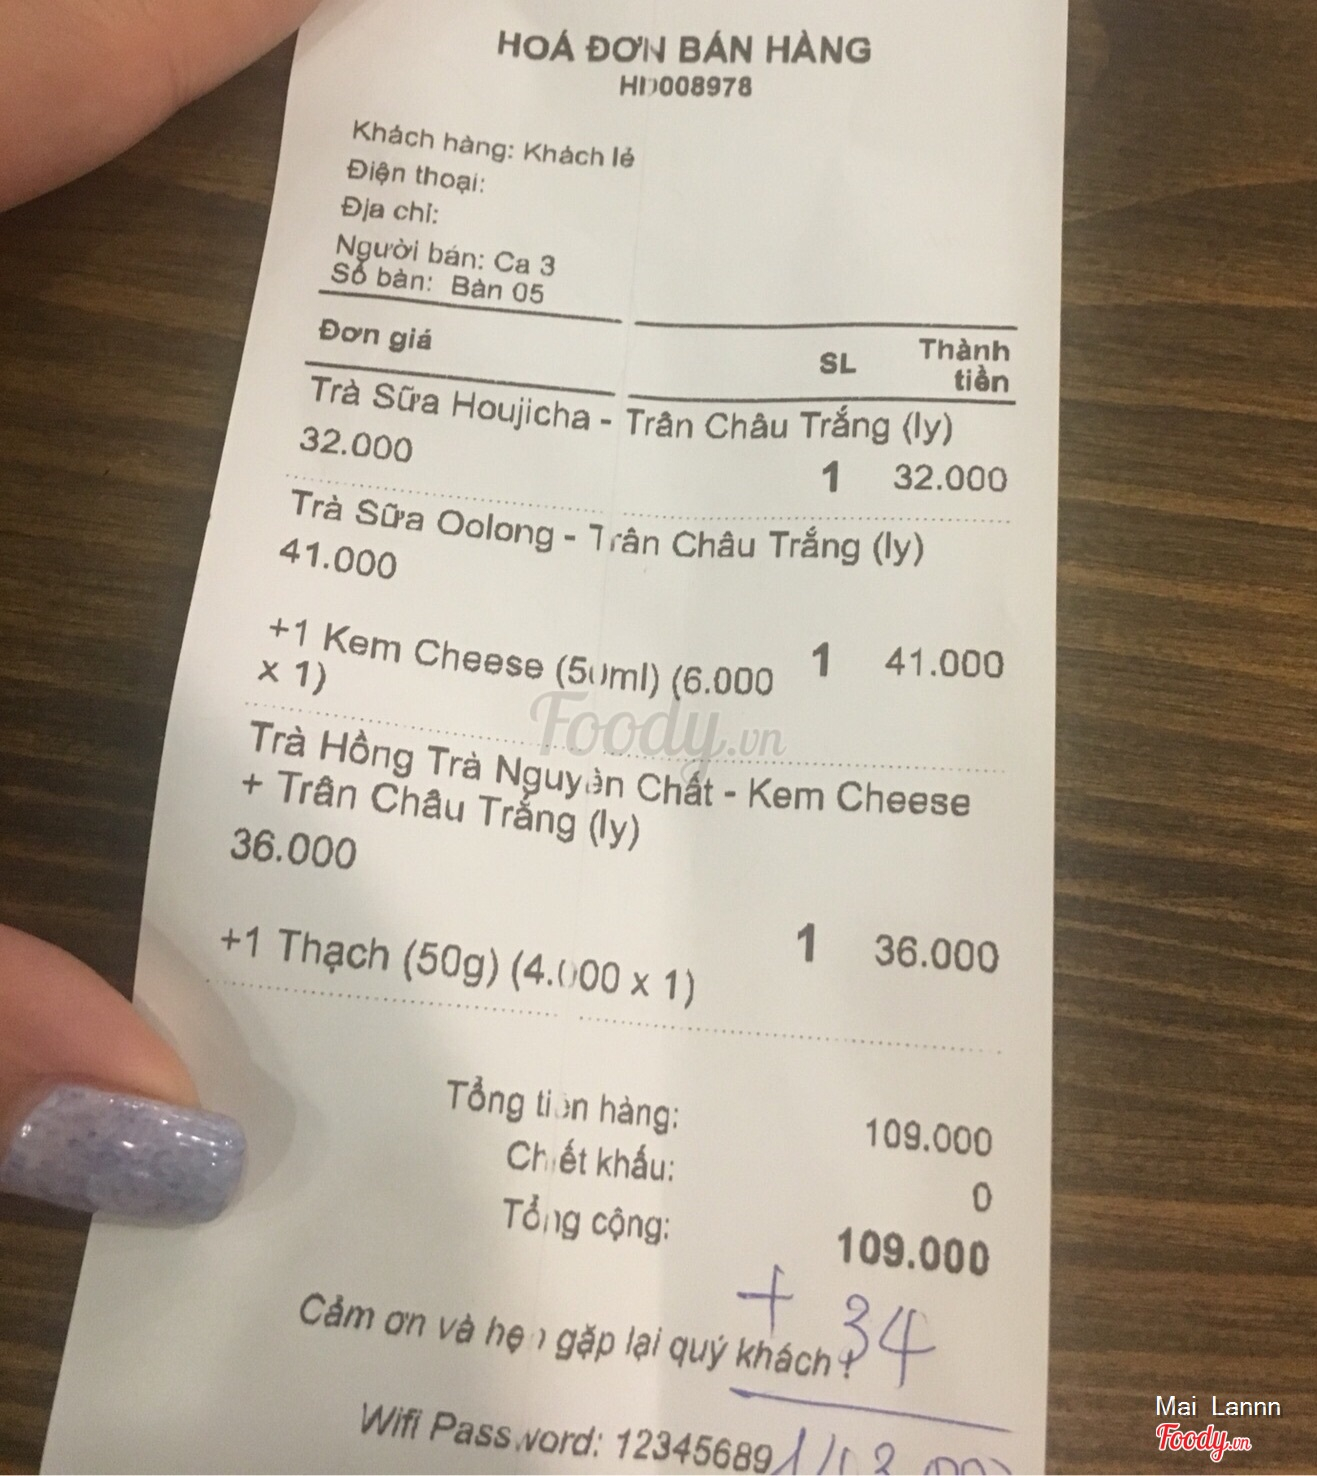 HOÁ ĐƠN BÁN HÀNG
HD008978
Khách hàng: Khách lẻ
Điện thoại:
Địa chỉ:
Người bán: Ca 3
Số bàn: Bàn 05
Đơn giá SL Thành tiền
Trà Sữa Houjicha - Trân Châu Trắng (ly)
32.000 1 32.000
Trà Sữa Oolong - Trân Châu Trắng (ly)
41.000
+1 Kem Cheese (50ml) (6.000 1 41.000
x 1)
Foody.vn
Trà Hồng Trà Nguyên Chất - Kem Cheese
+ Trân Châu Trắng (ly)
36.000
+1 Thạch (50g) (4.000 x 1) 1 36.000
Tổng tiền hàng: 109.000
Chiết khấu: 0
Tổng cộng: 109.000
+ 34
Cảm ơn và hẹn gặp lại quý khách !
Wifi Password: 12345689
Mai Lannn
Foody.vn